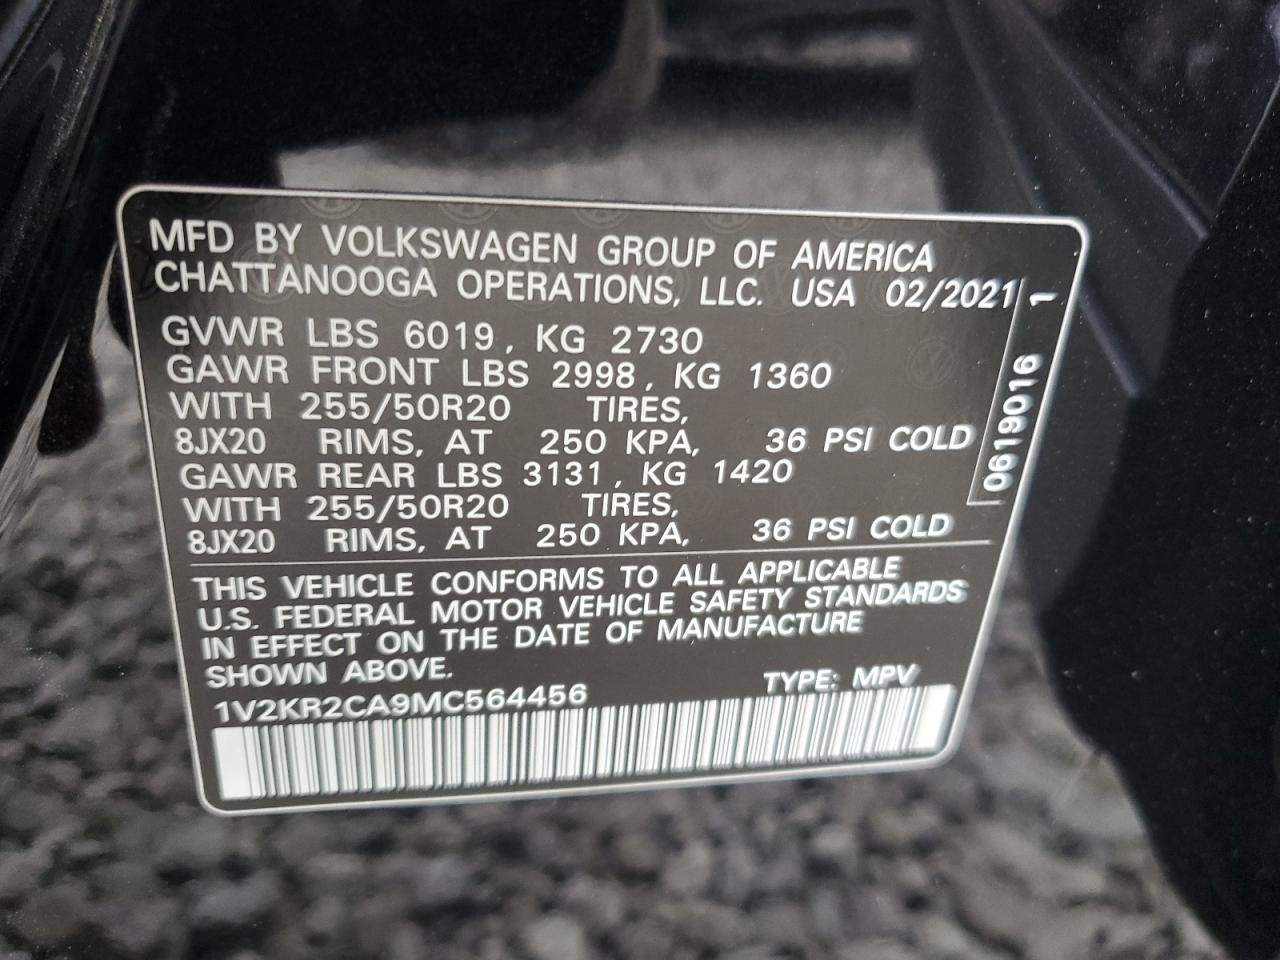 MFD BY VOLKSWAGEN GROUP OF AMERICA
CHATTANOOGA OPERATIONS, LLC. USA 02/2021
GVWR LBS 6019, KG 2730
GAWR FRONT LBS 2998, KG 1360
WITH 255/50R20 TIRES,
8JX20 RIMS, AT 250 KPA, 36 PSI COLD
GAWR REAR LBS 3131, KG 1420
WITH 255/50R20 TIRES,
8JX20 RIMS, AT 250 KPA, 36 PSI COLD
0619016 1
THIS VEHICLE CONFORMS TO ALL APPLICABLE
U.S. FEDERAL MOTOR VEHICLE SAFETY STANDARDS
IN EFFECT ON THE DATE OF MANUFACTURE
SHOWN ABOVE.
1V2KR2CA9MC564456 TYPE: MPV